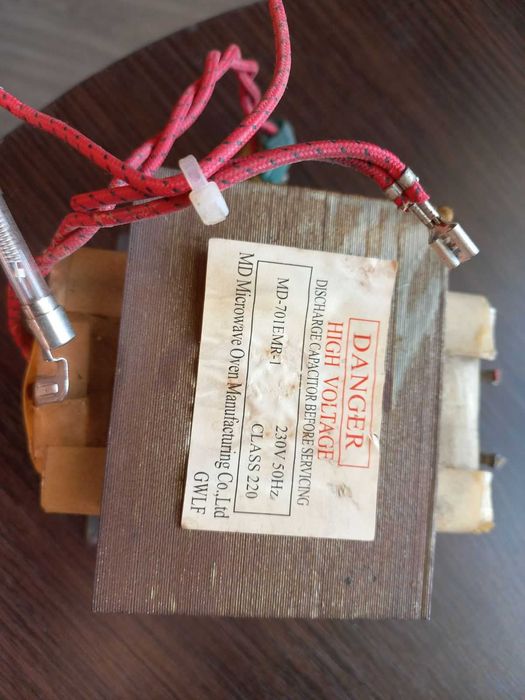 DANGER
HIGH VOLTAGE
DISCHARGE CAPACITOR BEFORE SERVICING
MD-701EMR-1 230V 50Hz
CLASS 220
MD Microwave Oven Manufacturing Co.,Ltd
GWLF